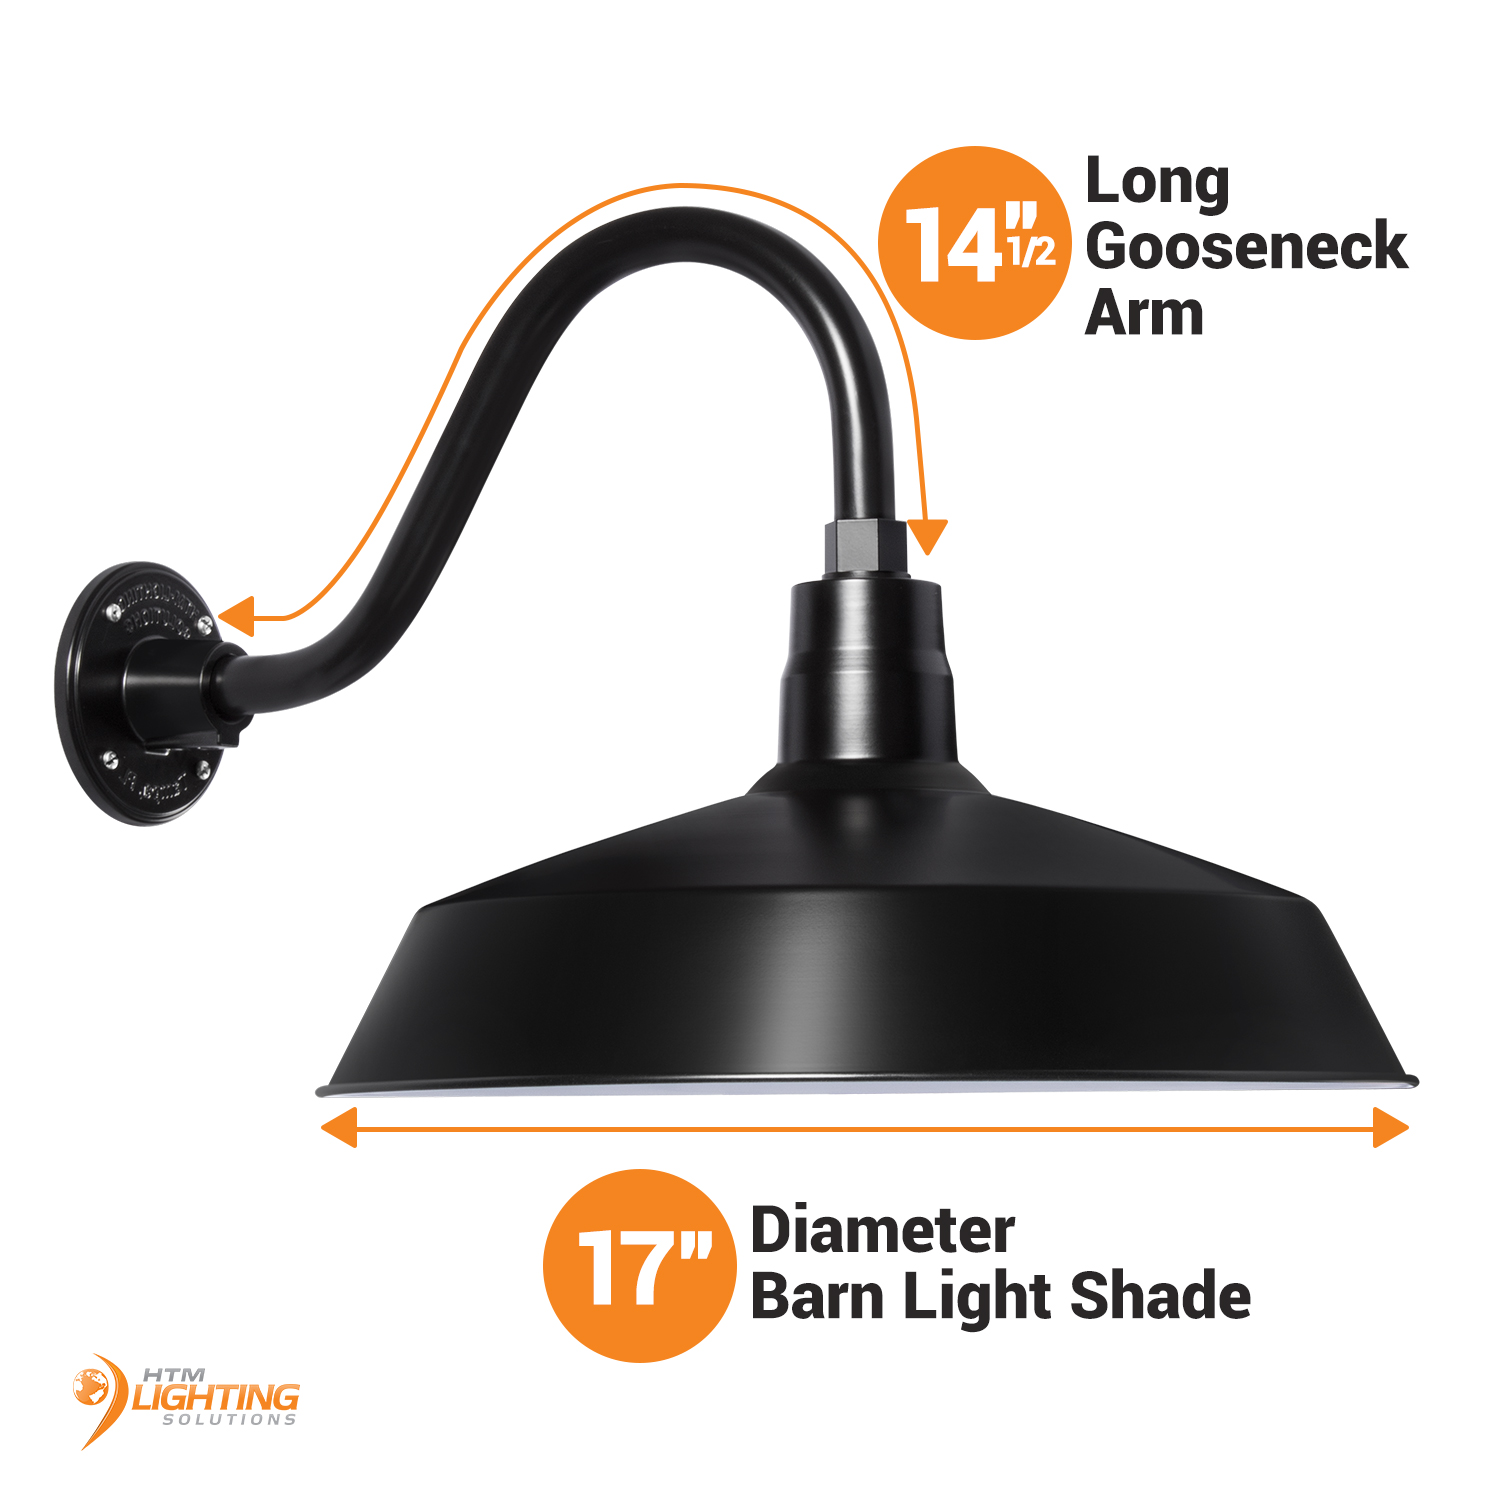 14"1/2
Long
Gooseneck
Arm
17"
Diameter
Barn Light Shade
HTM
LIGHTING
SOLUTIONS